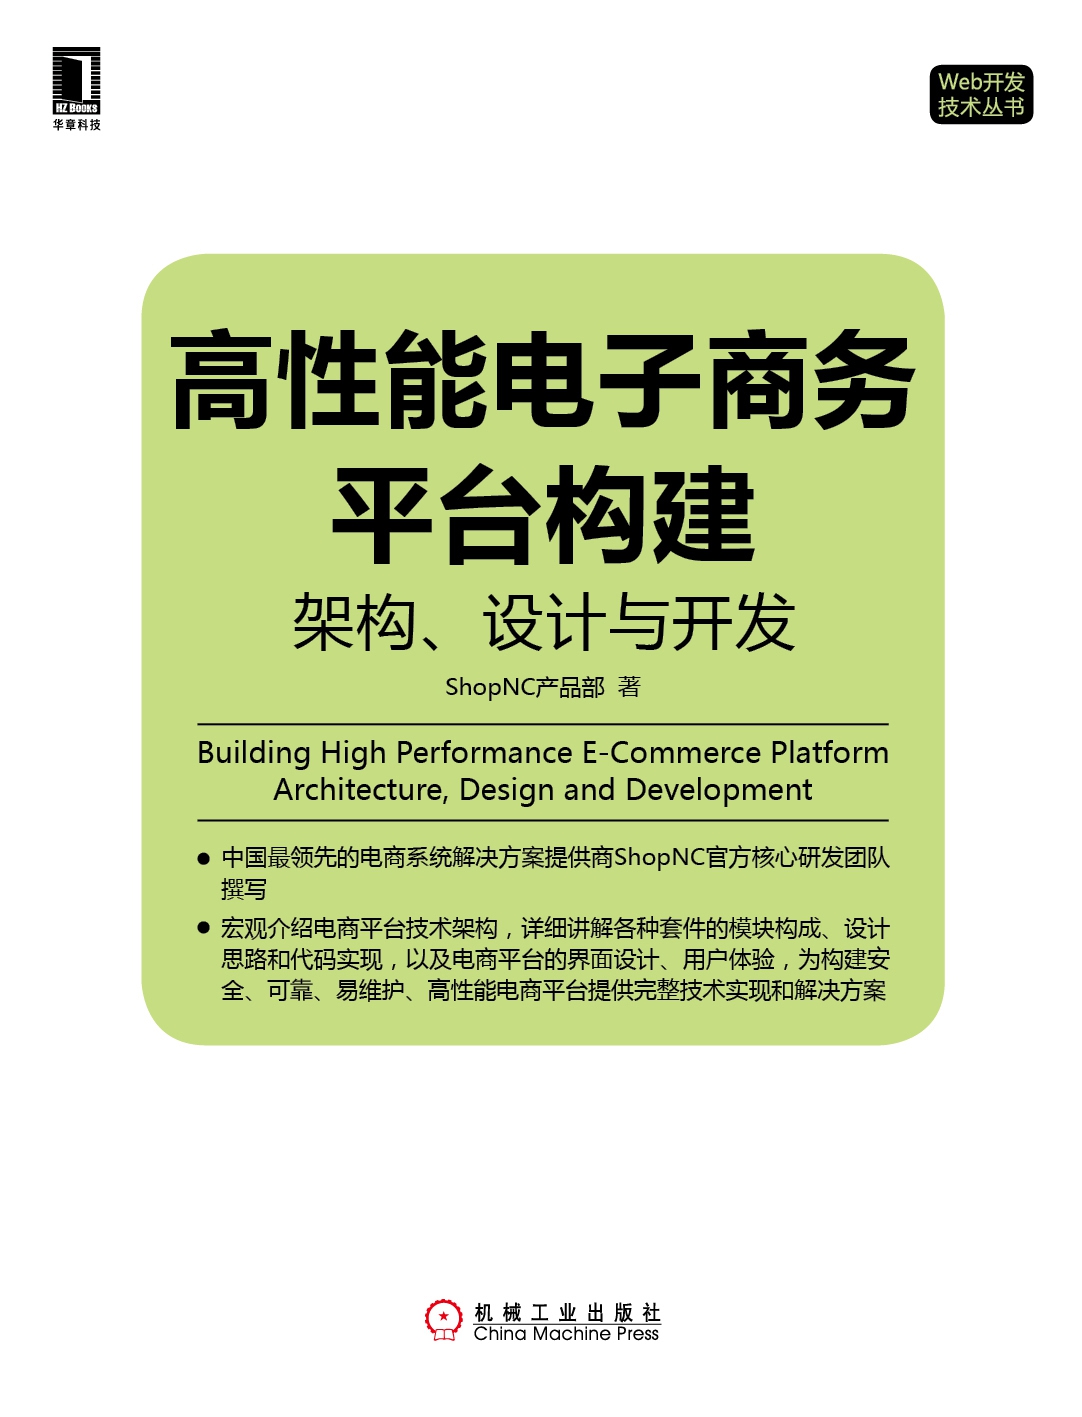 HZ BOOKS
华章科技
Web开发
技术丛书
高性能电子商务
平台构建
架构、设计与开发
ShopNC产品部 著
Building High Performance E-Commerce Platform
Architecture, Design and Development
● 中国最领先的电商系统解决方案提供商ShopNC官方核心研发团队
撰写
● 宏观介绍电商平台技术架构，详细讲解各种套件的模块构成、设计
思路和代码实现，以及电商平台的界面设计、用户体验，为构建安
全、可靠、易维护、高性能电商平台提供完整技术实现和解决方案
机械工业出版社
China Machine Press